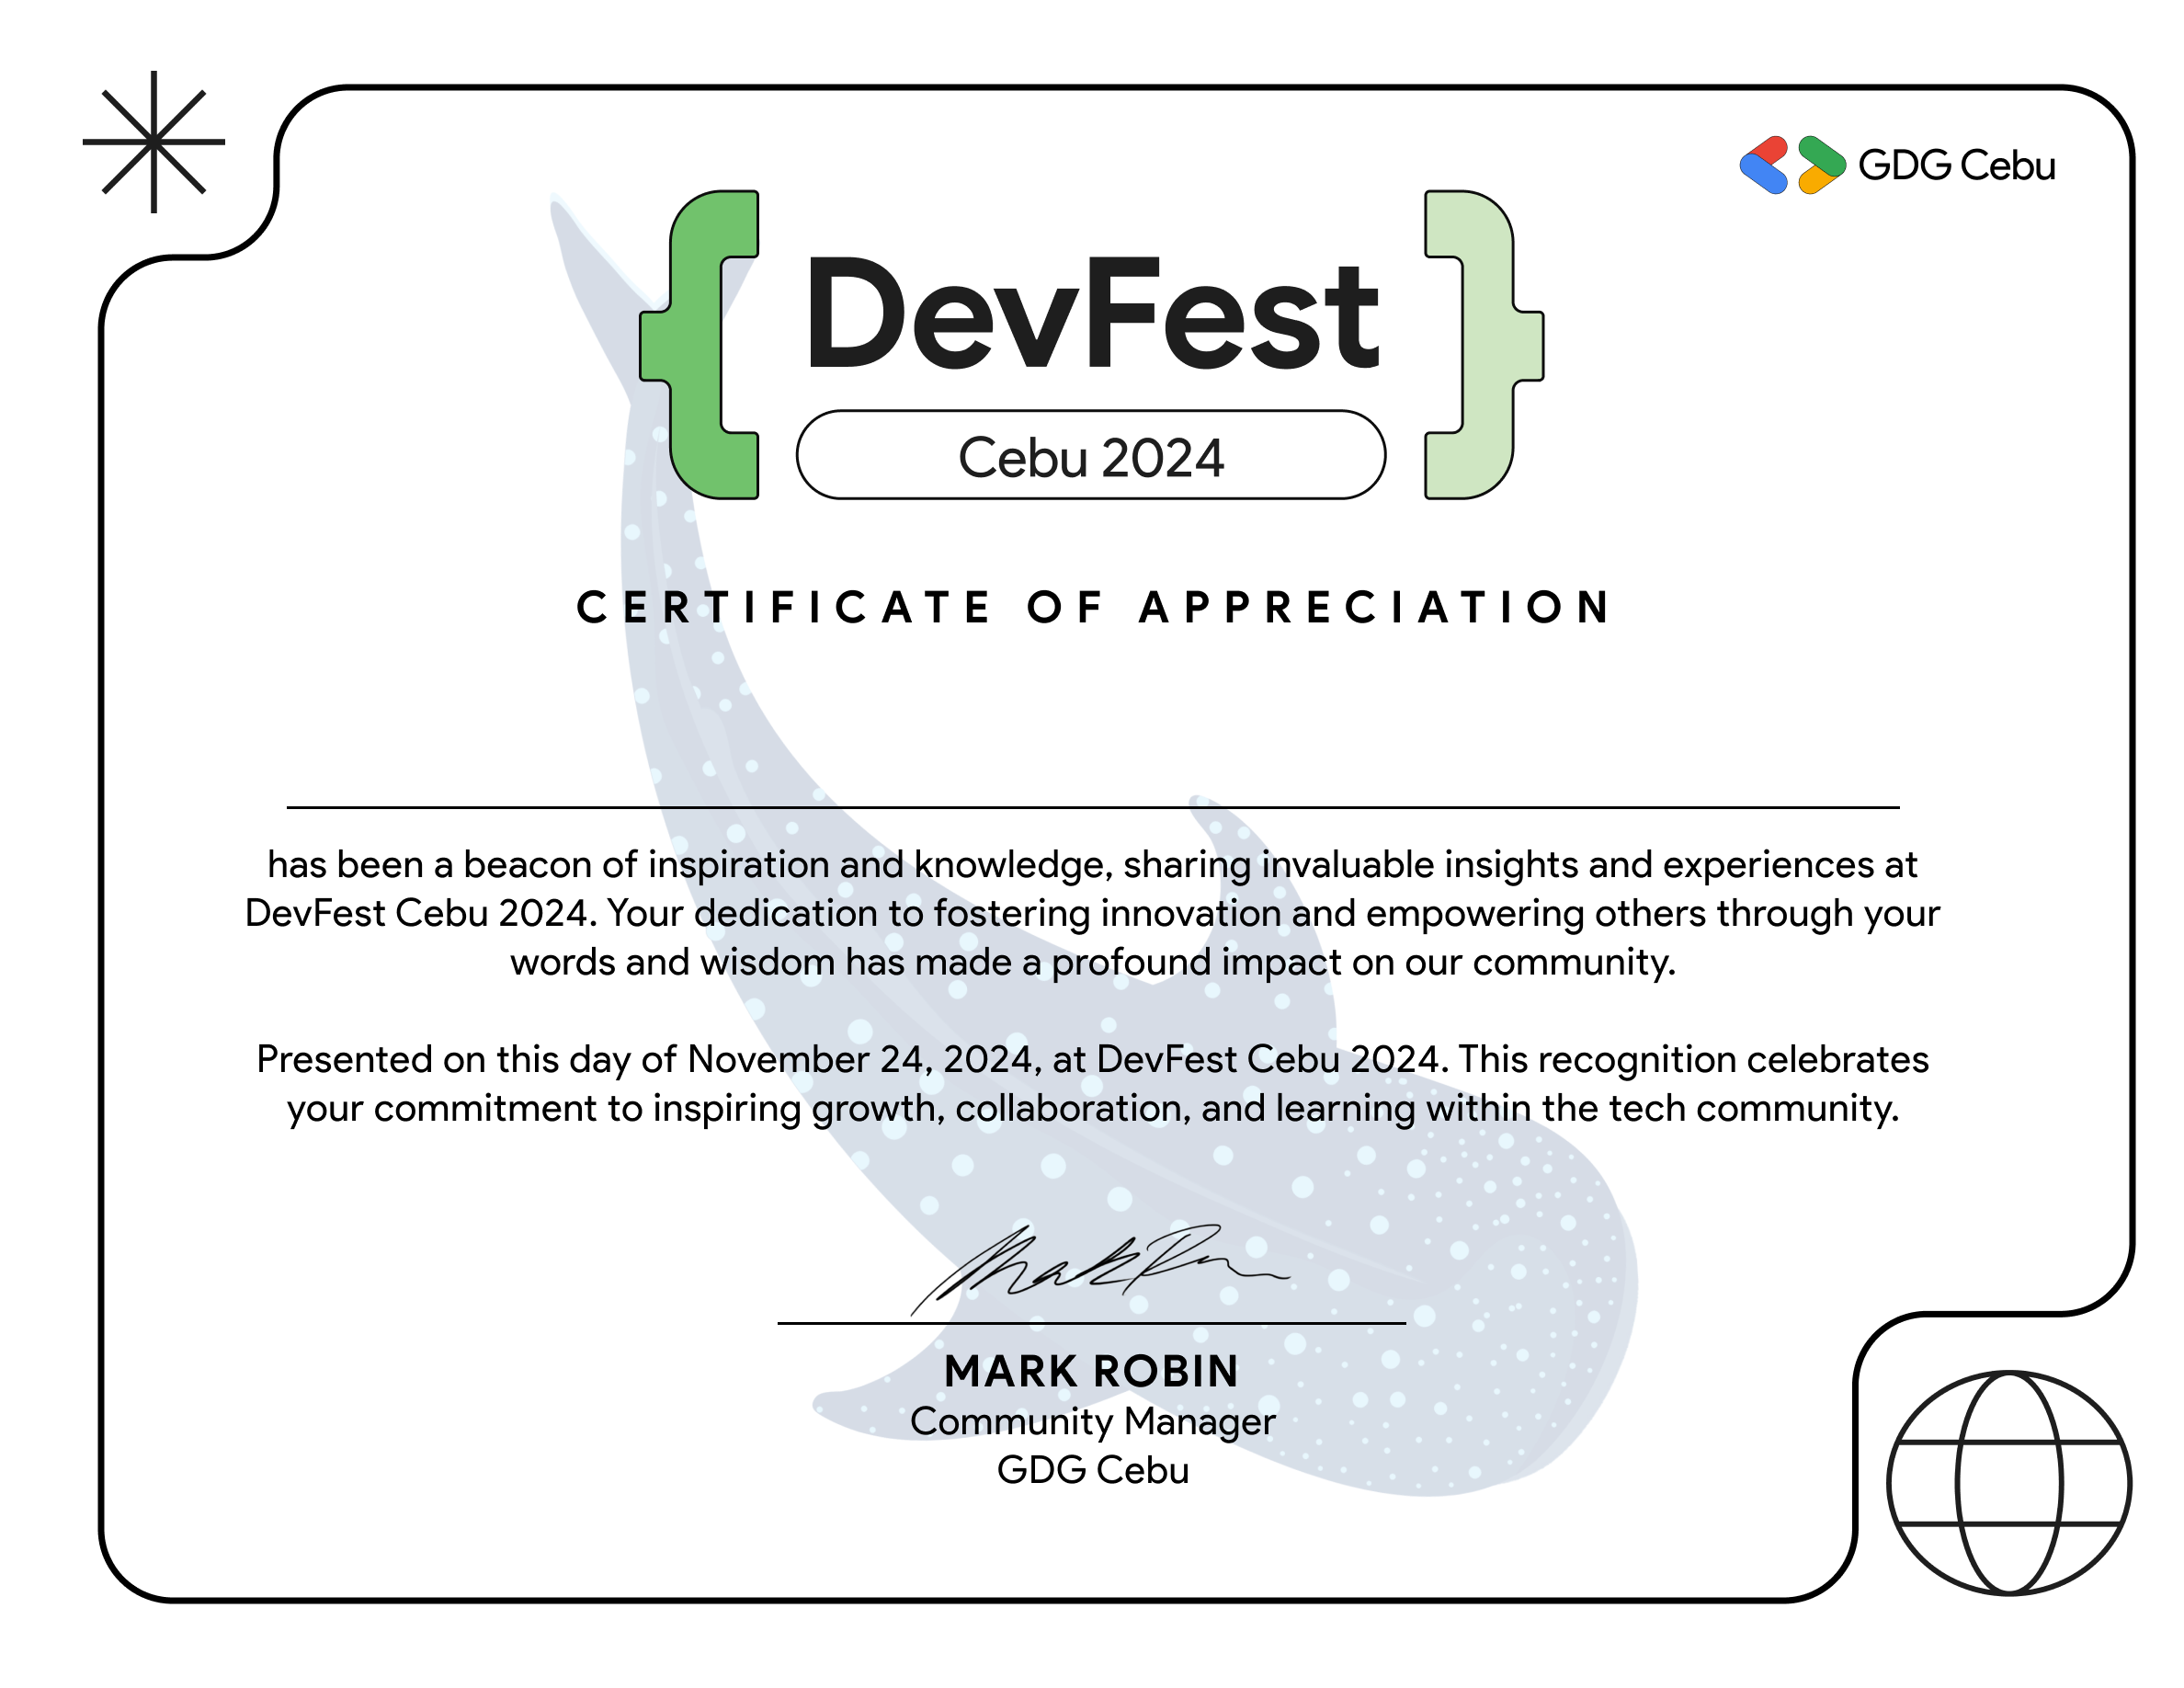 GDG Cebu
DevFest
Cebu 2024
CERTIFICATE OF APPRECIATION
has been a beacon of inspiration and knowledge, sharing invaluable insights and experiences at
DevFest Cebu 2024. Your dedication to fostering innovation and empowering others through your
words and wisdom has made a profound impact on our community.
Presented on this day of November 24, 2024, at DevFest Cebu 2024. This recognition celebrates
your commitment to inspiring growth, collaboration, and learning within the tech community.
MARK ROBIN
Community Manager
GDG Cebu